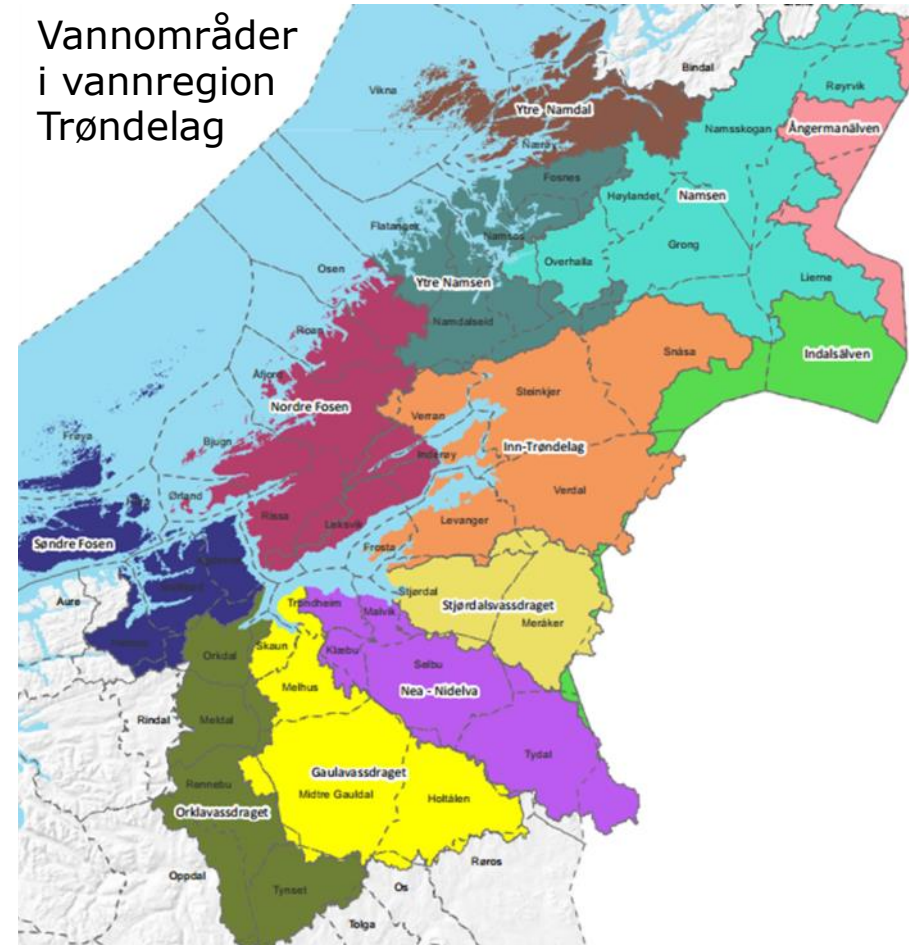 Vannområder
i vannregion
Trøndelag
Bindal
Vikna
Røyrvik
Ytre Namdal
Namsskogan
Ångermanälven
Nærøy
Fosnes
Høylandet
Namsen
Flatanger
Namsos
Grong
Overhalla
Osen
Lierne
Ytre Namsen
Roan
Namdalseid
Snåsa
Indalsälven
Åfjord
Steinkjer
Nordre Fosen
Verran
Frøya
Bjugn
Inderøy
Inn-Trøndelag
Verdal
Ørland
Rissa
Leksvik
Levanger
Søndre Fosen
Frosta
Stjørdal
Aure
Trondheim
Malvik
Stjørdalsvassdraget
Meråker
Skaun
Klæbu
Orkdal
Selbu
Nea - Nidelva
Melhus
Rindal
Meldal
Tydal
Gaulavassdraget
Rennebu
Midtre Gauldal
Holtålen
Orklavassdraget
Røros
Oppdal
Os
Tynset
Tolga